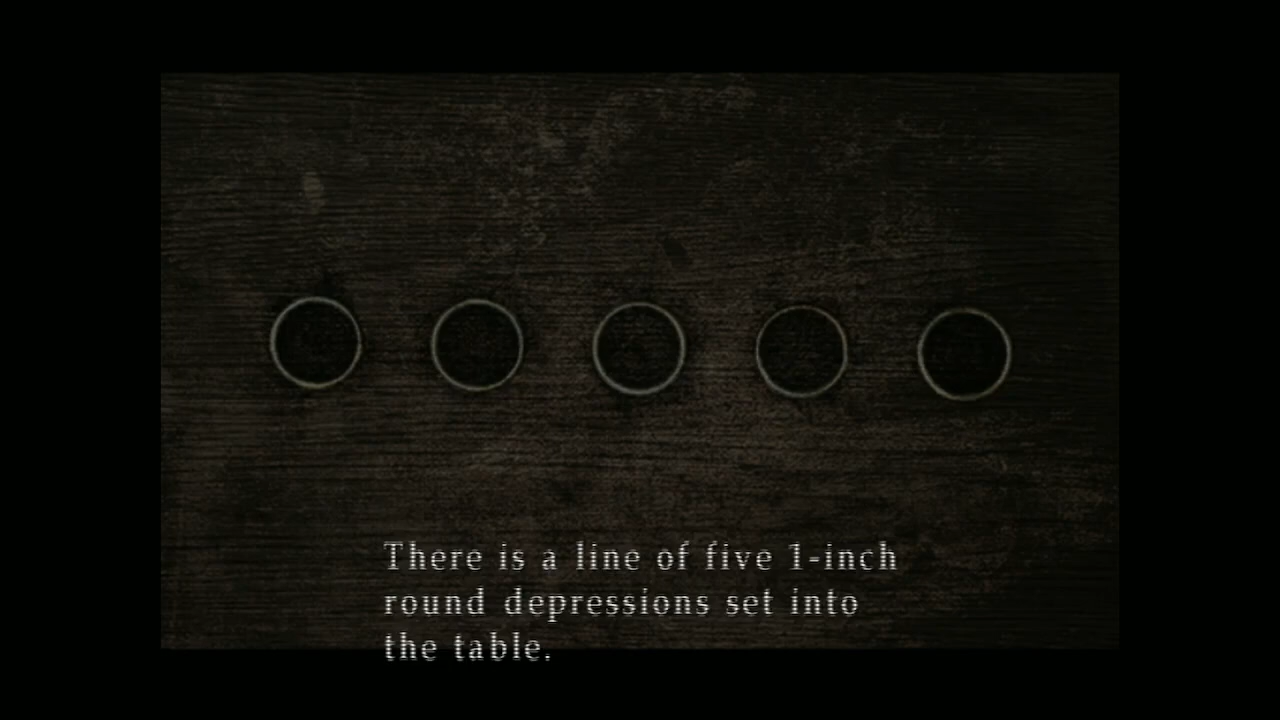 There is a line of five 1-inch
round depressions set into
the table.